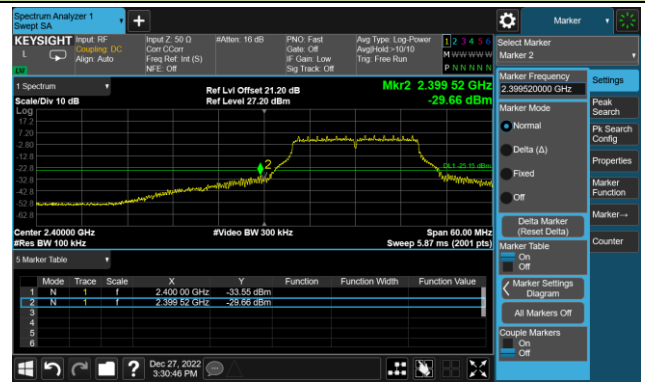 Spectrum Analyzer 1
Swept SA
+
Marker
KEYSIGHT
L
Input: RF
Coupling: DC
Align: Auto
Input Z: 50 Ω
Corr CCorr
Freq Ref: Int (S)
NFE: Off
#Atten: 16 dB
PNO: Fast
Gate: Off
IF Gain: Low
Sig Track: Off
Avg Type: Log-Power
Avg|Hold:>10/10
Trig: Free Run
1 2 3 4 5 6
M W W W W W
P N N N N N
Select Marker
Marker 2
1 Spectrum
Scale/Div 10 dB
Log
Ref Lvl Offset 21.20 dB
Ref Level 27.20 dBm
Mkr2 2.399 52 GHz
-29.66 dBm
17.2
7.20
-2.80
-12.8
-22.8
-32.8
-42.8
-52.8
-62.8
2
DL1 -25.15 dBm
Center 2.40000 GHz
#Res BW 100 kHz
#Video BW 300 kHz
Span 60.00 MHz
Sweep 5.87 ms (2001 pts)
5 Marker Table
Mode Trace Scale X Y Function Function Width Function Value
1 N 1 f 2.400 00 GHz -33.55 dBm
2 N 1 f 2.399 52 GHz -29.66 dBm
3
4
5
6
Marker Frequency
2.399520000 GHz
Marker Mode
Normal
Delta (Δ)
Fixed
Off
Delta Marker
(Reset Delta)
Marker Table
On
Off
Marker Settings
Diagram
All Markers Off
Couple Markers
On
Off
Settings
Peak
Search
Pk Search
Config
Properties
Marker
Function
Marker→
Counter
?
Dec 27, 2022
3:30:46 PM